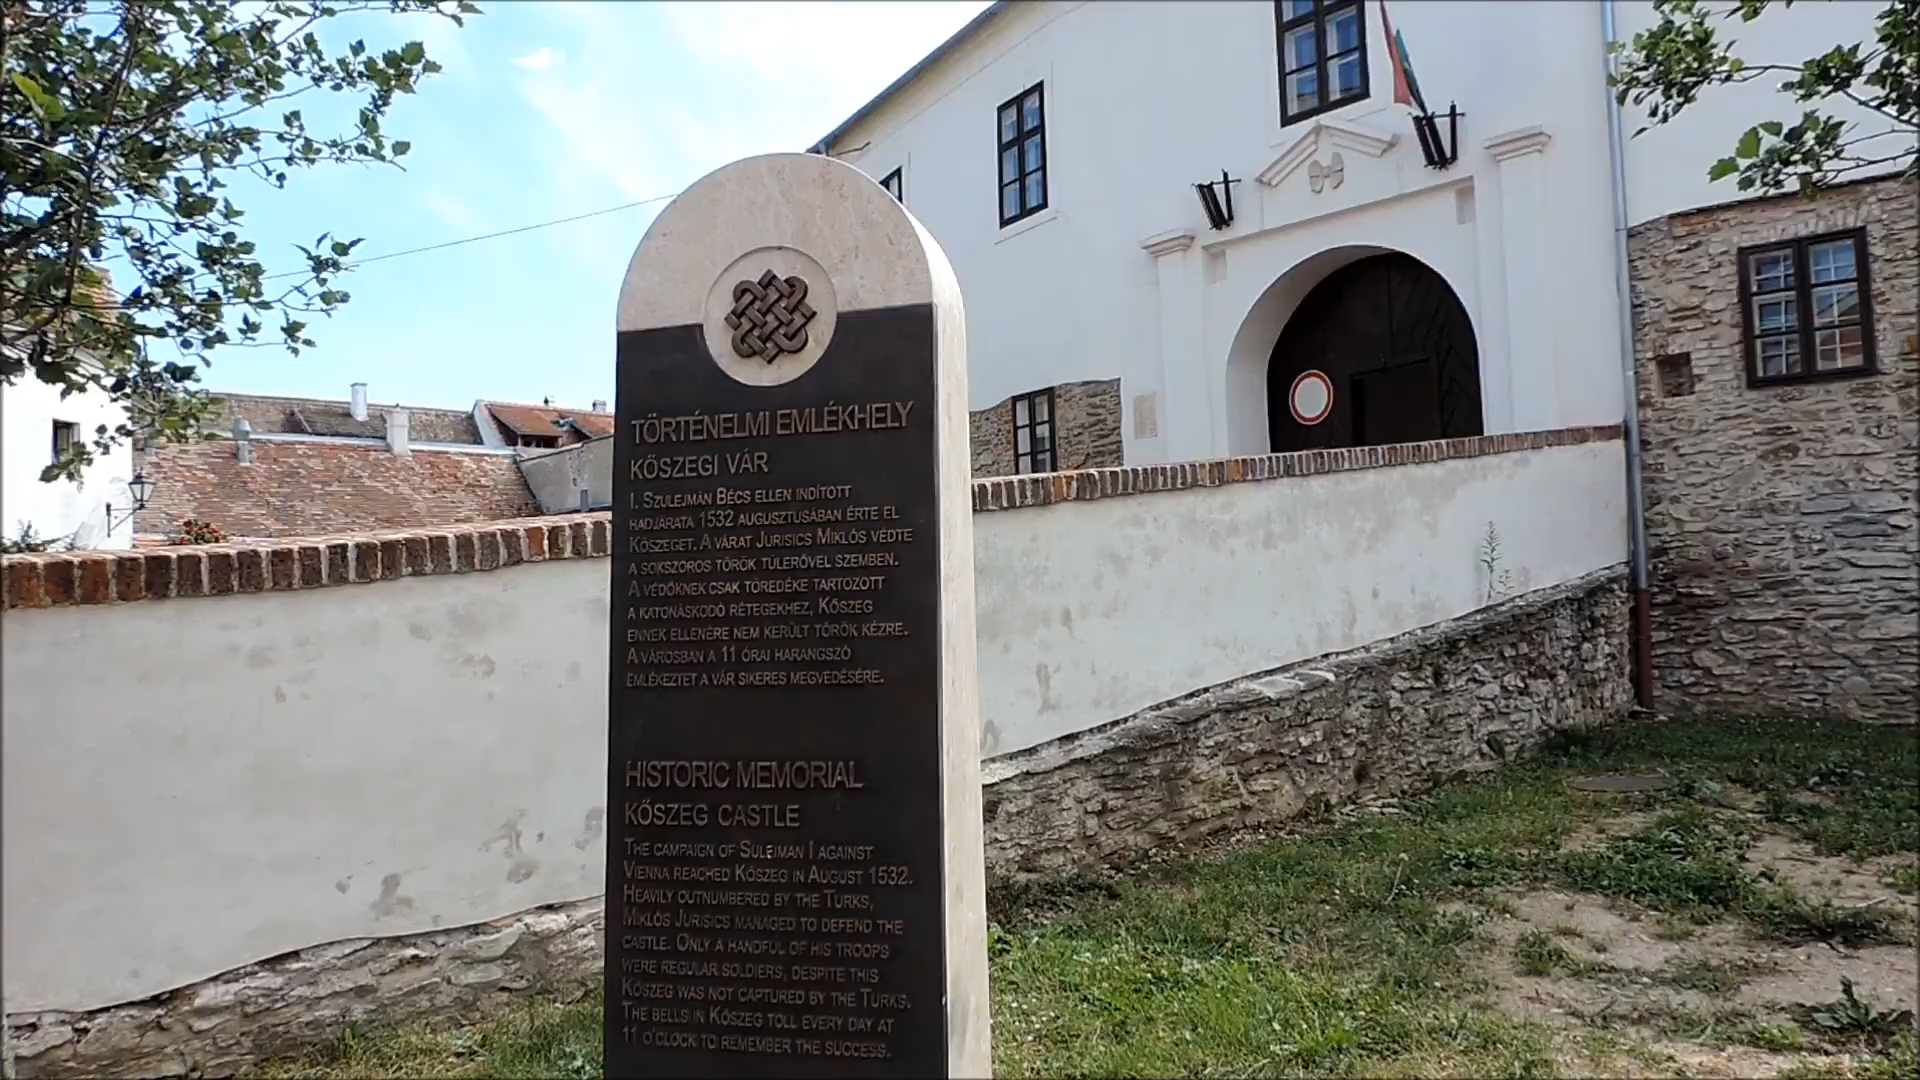 TÖRTÉNELMI EMLÉKHELY
KŐSZEGI VÁR
I. SZULEJMÁN BÉCS ELLEN INDÍTOTT
HADJÁRATA 1532 AUGUSZTUSÁBAN ÉRTE EL
KŐSZEGET. A VÁRAT JURISICS MIKLÓS VÉDTE
A SOKSZOROS TÖRÖK TÚLERŐVEL SZEMBEN.
A VÉDŐKNEK CSAK TÖREDÉKE TARTOZOTT
A KATONÁSKODÓ RÉTEGEKHEZ, KŐSZEG
ENNEK ELLENÉRE NEM KERÜLT TÖRÖK KÉZRE.
A VÁROSBAN A 11 ÓRAI HARANGSZÓ
EMLÉKEZTET A VÁR SIKERES MEGVÉDÉSÉRE.
HISTORIC MEMORIAL
KŐSZEG CASTLE
THE CAMPAIGN OF SULEIMAN I AGAINST
VIENNA REACHED KŐSZEG IN AUGUST 1532.
HEAVILY OUTNUMBERED BY THE TURKS,
MIKLÓS JURISICS MANAGED TO DEFEND THE
CASTLE. ONLY A HANDFUL OF HIS TROOPS
WERE REGULAR SOLDIERS, DESPITE THIS
KŐSZEG WAS NOT CAPTURED BY THE TURKS.
THE BELLS IN KŐSZEG TOLL EVERY DAY AT
11 O'CLOCK TO REMEMBER THE SUCCESS.